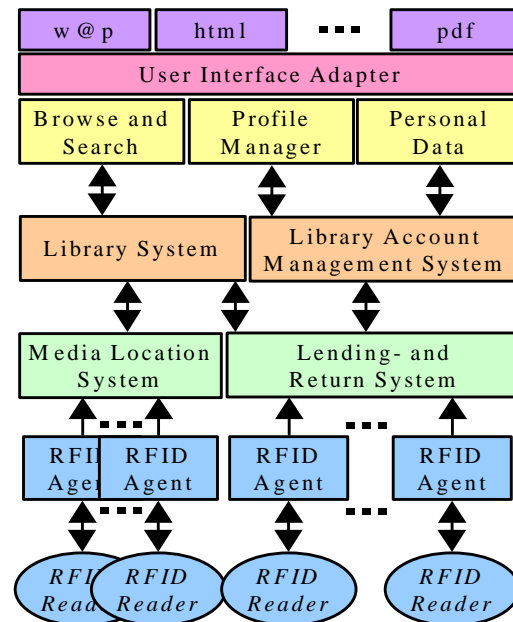 w@p html pdf
User Interface Adapter
Browse and Search
Profile Manager
Personal Data
Library System
Library Account Management System
Media Location System
Lending- and Return System
RFID Agent
RFID Agent
RFID Agent
RFID Agent
RFID Reader
RFID Reader
RFID Reader
RFID Reader